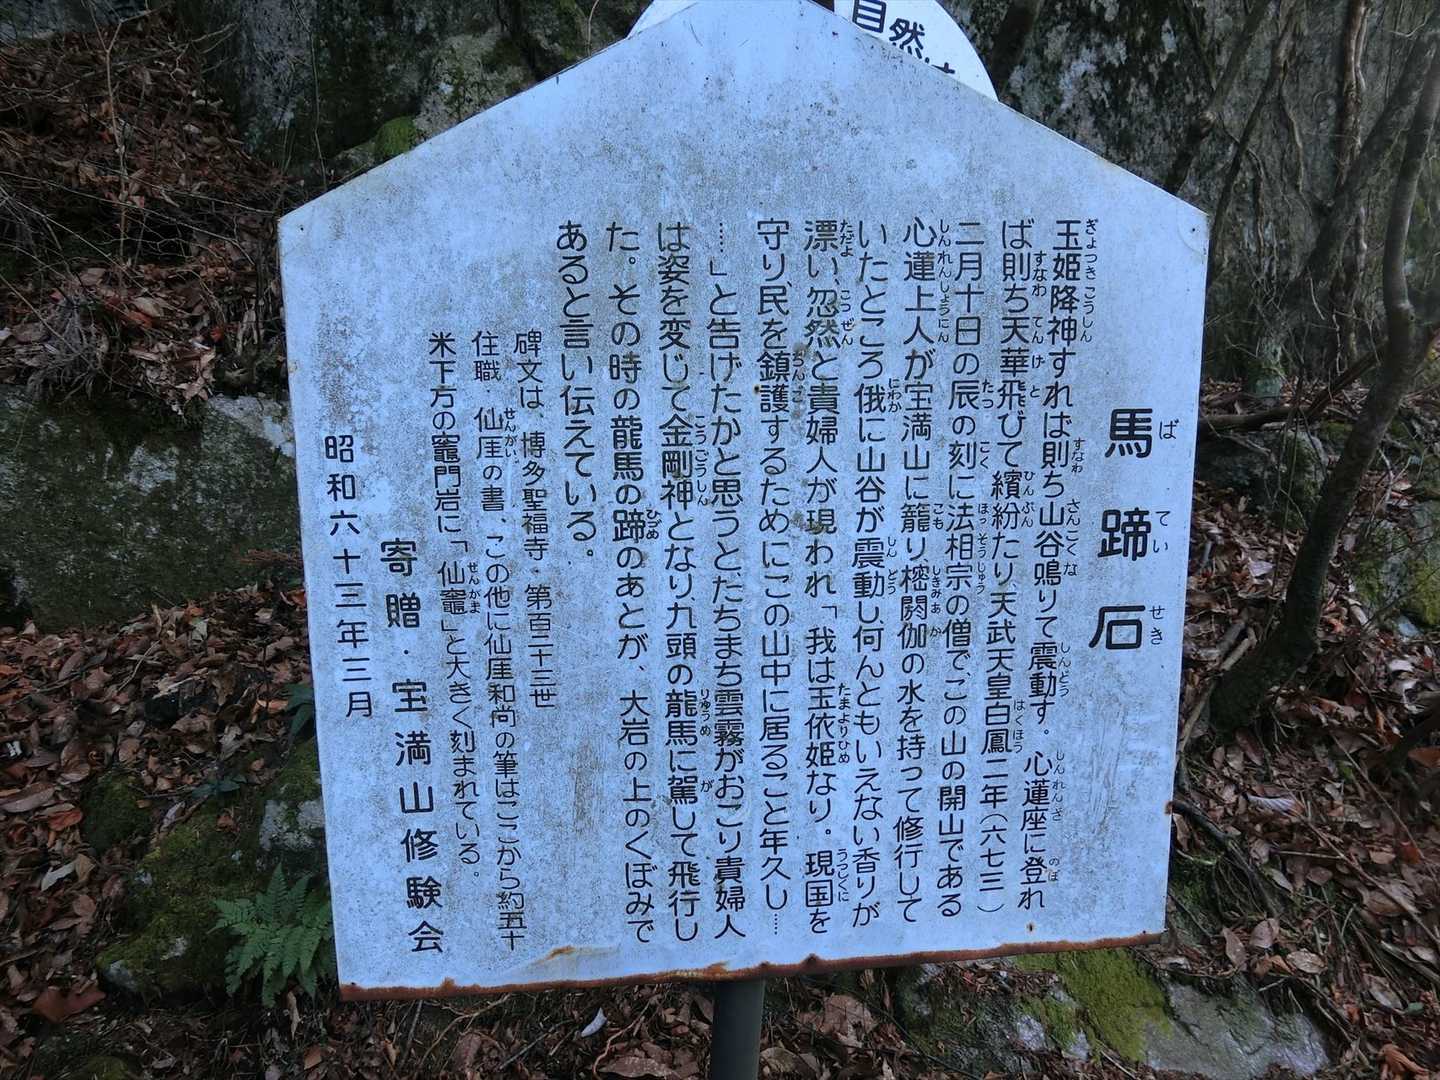 自然
馬蹄石
玉姫降神すれば則ち山谷鳴りて震動す。心蓮座に登れ
ば則ち天華飛びて繽紛たり、天武天皇白鳳二年(六七三)
二月十日の辰の刻に法相宗の僧で、この山の開山である
心蓮上人が宝満山に籠り樒閼伽の水を持って修行して
いたところ俄に山谷が震動し、何んともいえない香りが
漂い、忽然と貴婦人が現われ「我は玉依姫なり。現国を
守り、民を鎮護するためにこの山中に居ること年久し……
……」と告げたかと思うと、たちまち雲霧がおこり貴婦人
は姿を変じて金剛神となり、九頭の龍馬に駕して飛行し
た。その時の龍馬の蹄のあとが、大岩の上のくぼみで
あると言い伝えている。
碑文は、博多聖福寺・第百二十三世
住職、仙厓の書、この他に仙厓和尚の筆はここから約五十
米下方の竈門岩に「仙竈」と大きく刻まれている。
寄贈・宝満山修験会
昭和六十三年三月